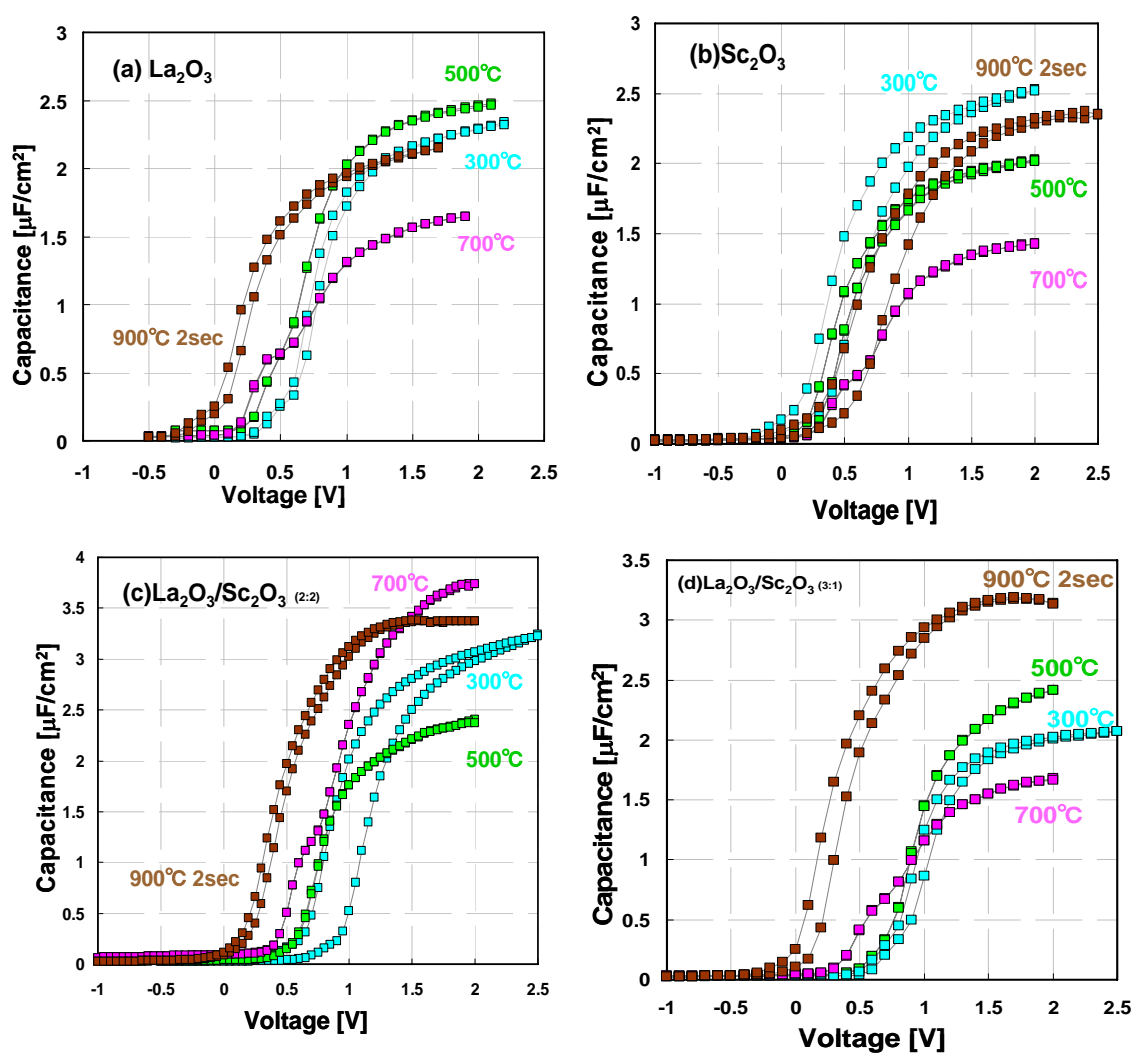 (a) La₂O₃
500℃
300℃
700℃
900℃ 2sec
Capacitance [μF/cm²]
3
2.5
2
1.5
1
0.5
0
-1 -0.5 0 0.5 1 1.5 2 2.5
Voltage [V]
(b)Sc₂O₃
900℃ 2sec
300℃
500℃
700℃
Capacitance [μF/cm²]
3
2.5
2
1.5
1
0.5
0
-1 -0.5 0 0.5 1 1.5 2 2.5
Voltage [V]
(c)La₂O₃/Sc₂O₃ (2:2)
700℃
300℃
500℃
900℃ 2sec
Capacitance [μF/cm²]
4
3.5
3
2.5
2
1.5
1
0.5
0
-1 -0.5 0 0.5 1 1.5 2 2.5
Voltage [V]
(d)La₂O₃/Sc₂O₃ (3:1)
900℃ 2sec
500℃
300℃
700℃
Capacitance [μF/cm²]
3.5
3
2.5
2
1.5
1
0.5
0
-1 -0.5 0 0.5 1 1.5 2 2.5
Voltage [V]